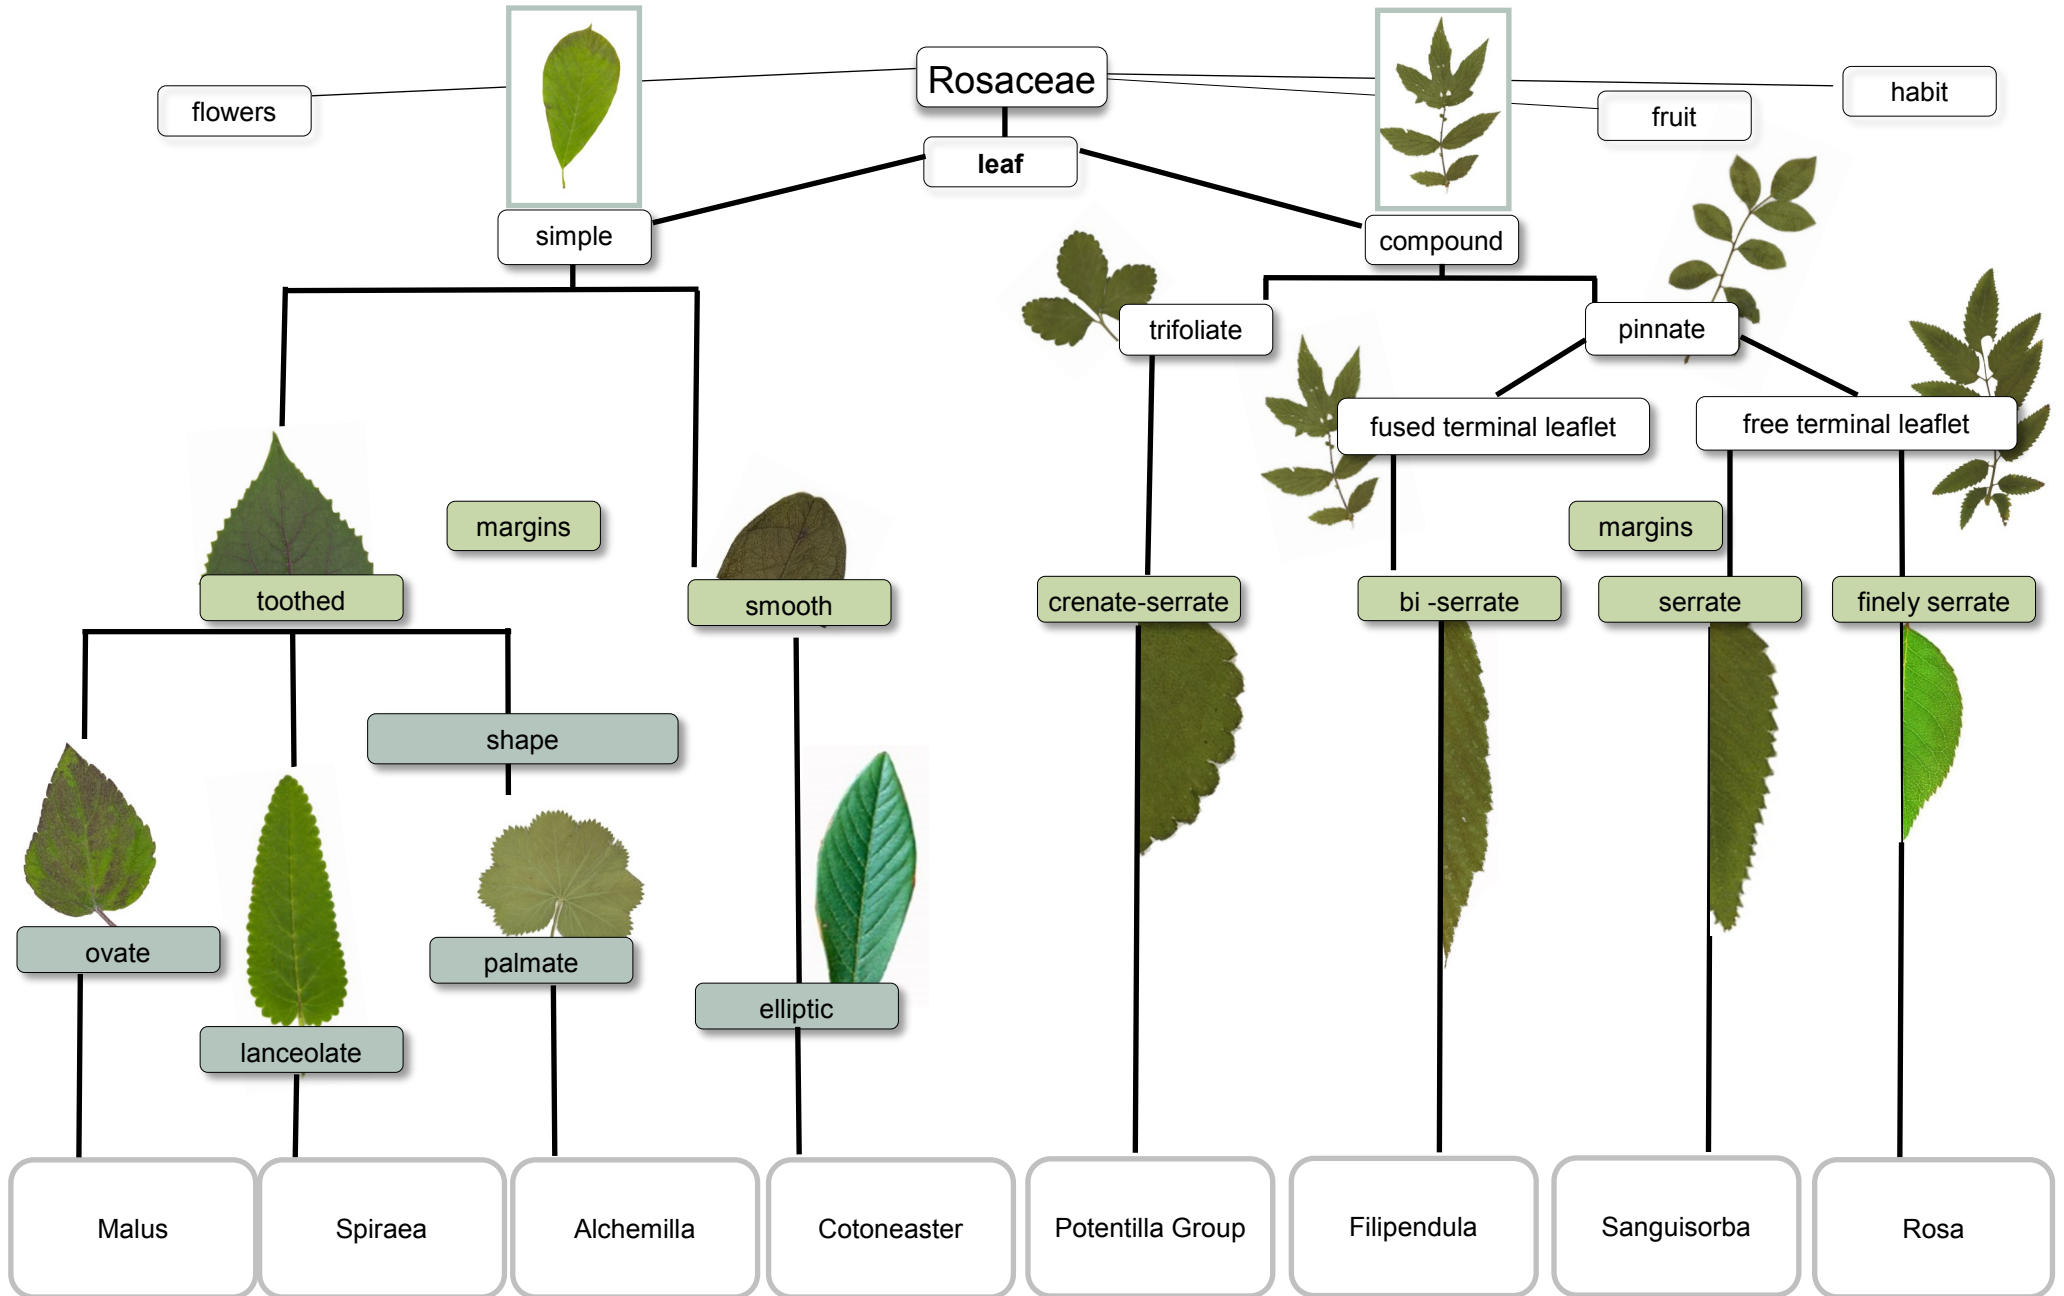 Rosaceae
flowers
habit
fruit
leaf
simple
compound
trifoliate
pinnate
fused terminal leaflet
free terminal leaflet
margins
margins
toothed
smooth
crenate-serrate
bi -serrate
serrate
finely serrate
shape
ovate
palmate
elliptic
lanceolate
Malus
Spiraea
Alchemilla
Cotoneaster
Potentilla Group
Filipendula
Sanguisorba
Rosa